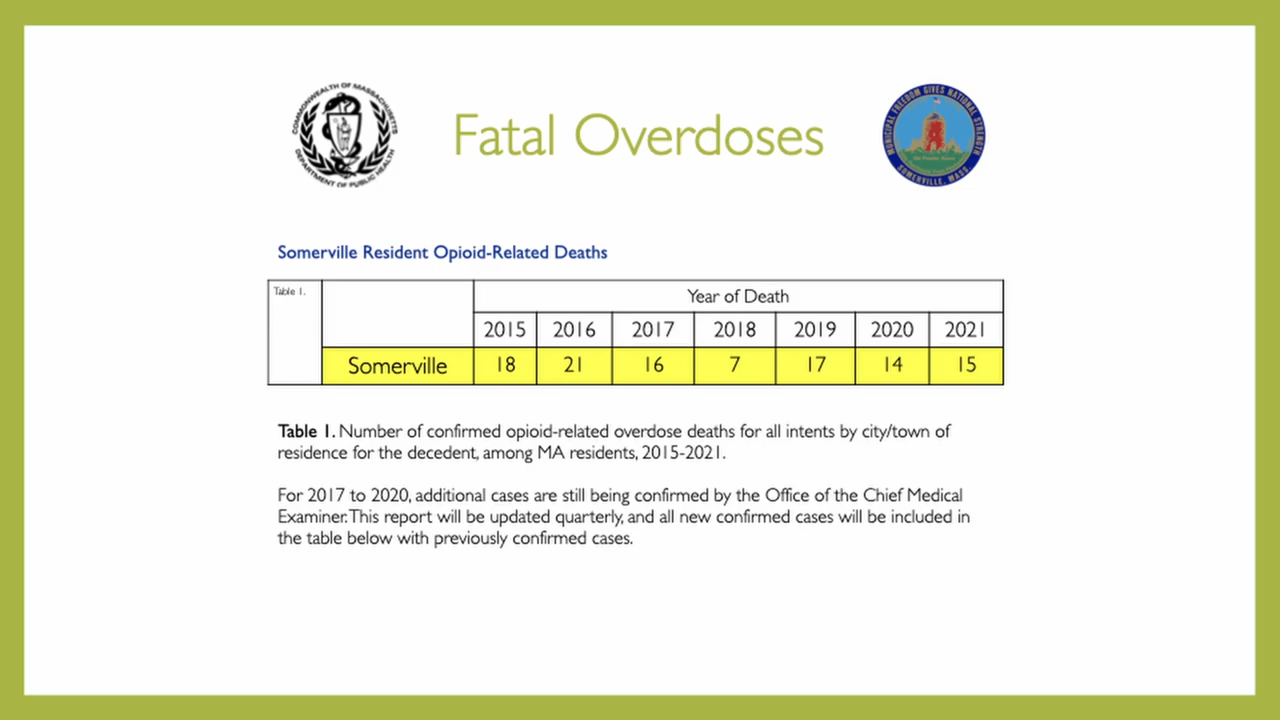 COMMONWEALTH OF MASSACHUSETTS
DEPARTMENT OF PUBLIC HEALTH
Fatal Overdoses
MUNICIPAL FREEDOM GIVES NATIONAL STRENGTH
SOMERVILLE, MASS.
Somerville Resident Opioid-Related Deaths
Table 1.
Year of Death
2015 2016 2017 2018 2019 2020 2021
Somerville 18 21 16 7 17 14 15
Table 1. Number of confirmed opioid-related overdose deaths for all intents by city/town of
residence for the decedent, among MA residents, 2015-2021.
For 2017 to 2020, additional cases are still being confirmed by the Office of the Chief Medical
Examiner. This report will be updated quarterly, and all new confirmed cases will be included in
the table below with previously confirmed cases.